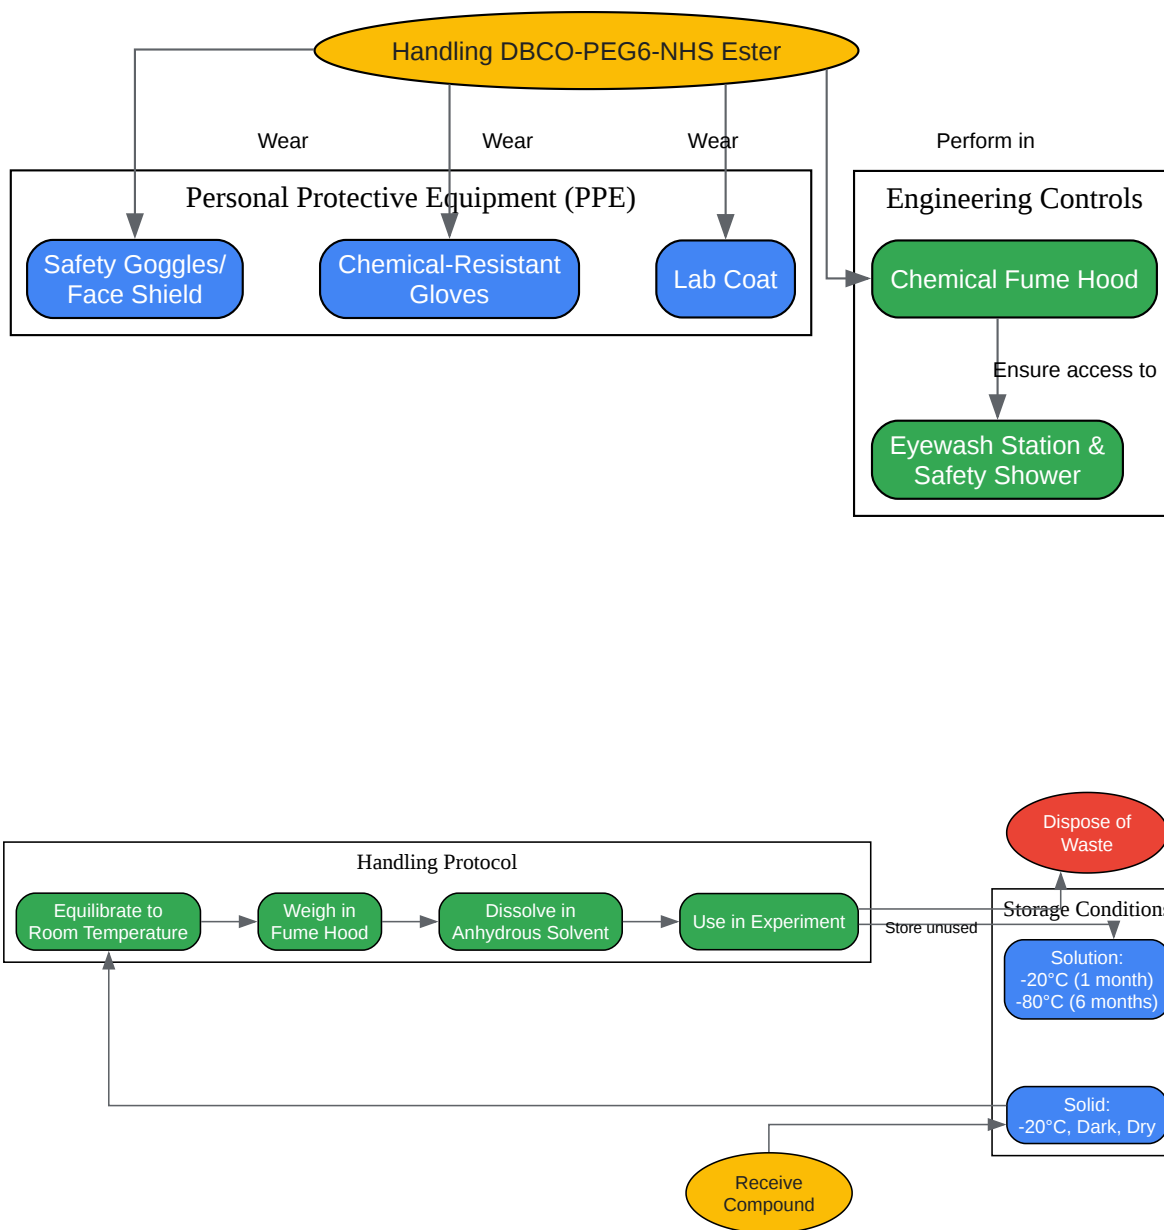 Handling DBCO-PEG6-NHS Ester
Wear
Wear
Wear
Perform in
Personal Protective Equipment (PPE)
Engineering Controls
Safety Goggles/
Face Shield
Chemical-Resistant
Gloves
Lab Coat
Chemical Fume Hood
Ensure access to
Eyewash Station &
Safety Shower
Dispose of
Waste
Handling Protocol
Equilibrate to
Room Temperature
Weigh in
Fume Hood
Dissolve in
Anhydrous Solvent
Use in Experiment
Store unused
Storage Conditions
Solution:
-20°C (1 month)
-80°C (6 months)
Solid:
-20°C, Dark, Dry
Receive
Compound